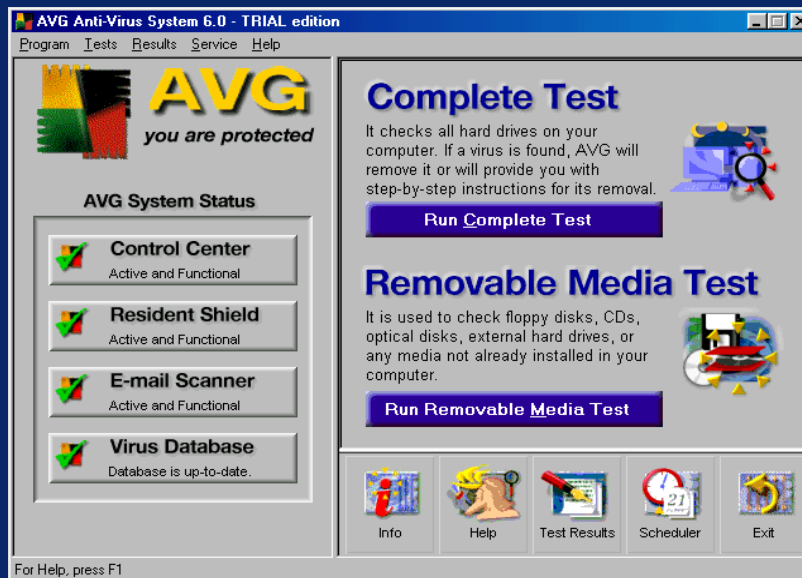 AVG Anti-Virus System 6.0 - TRIAL edition
Program Tests Results Service Help
AVG
you are protected
AVG System Status
Control Center
Active and Functional
Resident Shield
Active and Functional
E-mail Scanner
Active and Functional
Virus Database
Database is up-to-date.
Complete Test
It checks all hard drives on your
computer. If a virus is found, AVG will
remove it or will provide you with
step-by-step instructions for its removal.
Run Complete Test
Removable Media Test
It is used to check floppy disks, CDs,
optical disks, external hard drives, or
any media not already installed in your
computer.
Run Removable Media Test
21
Info Help Test Results Scheduler Exit
For Help, press F1